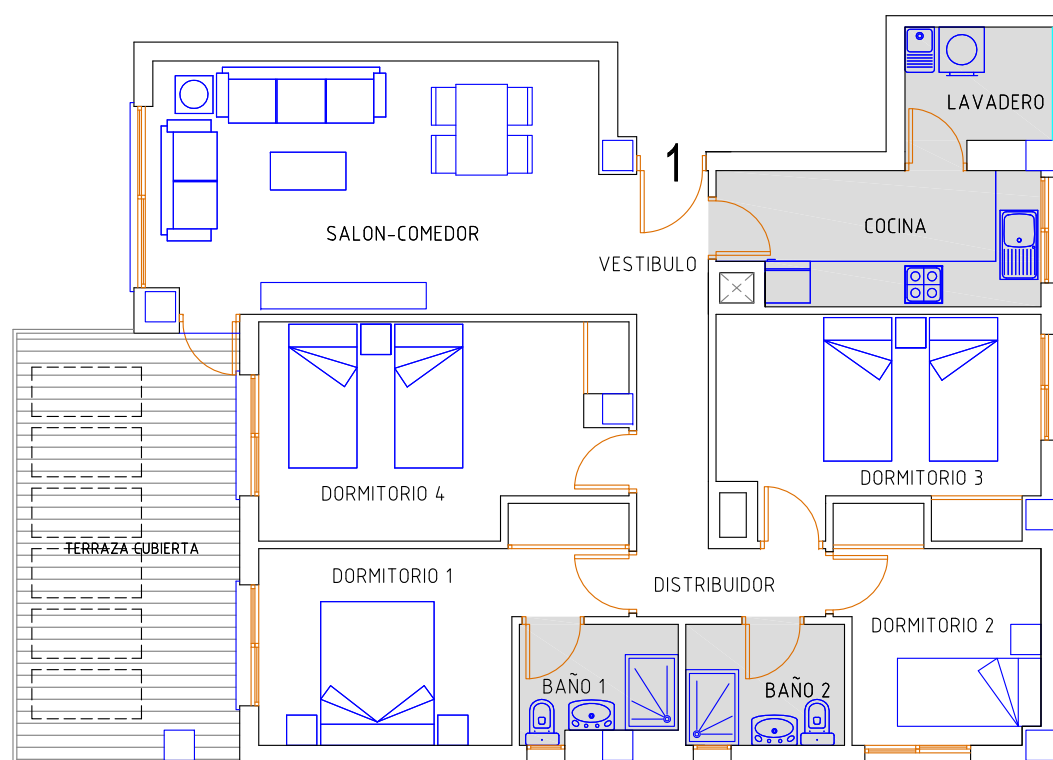 LAVADERO
1
COCINA
SALON-COMEDOR
VESTIBULO
DORMITORIO 3
DORMITORIO 4
TERRAZA CUBIERTA
DORMITORIO 1
DISTRIBUIDOR
DORMITORIO 2
BAÑO 1
BAÑO 2